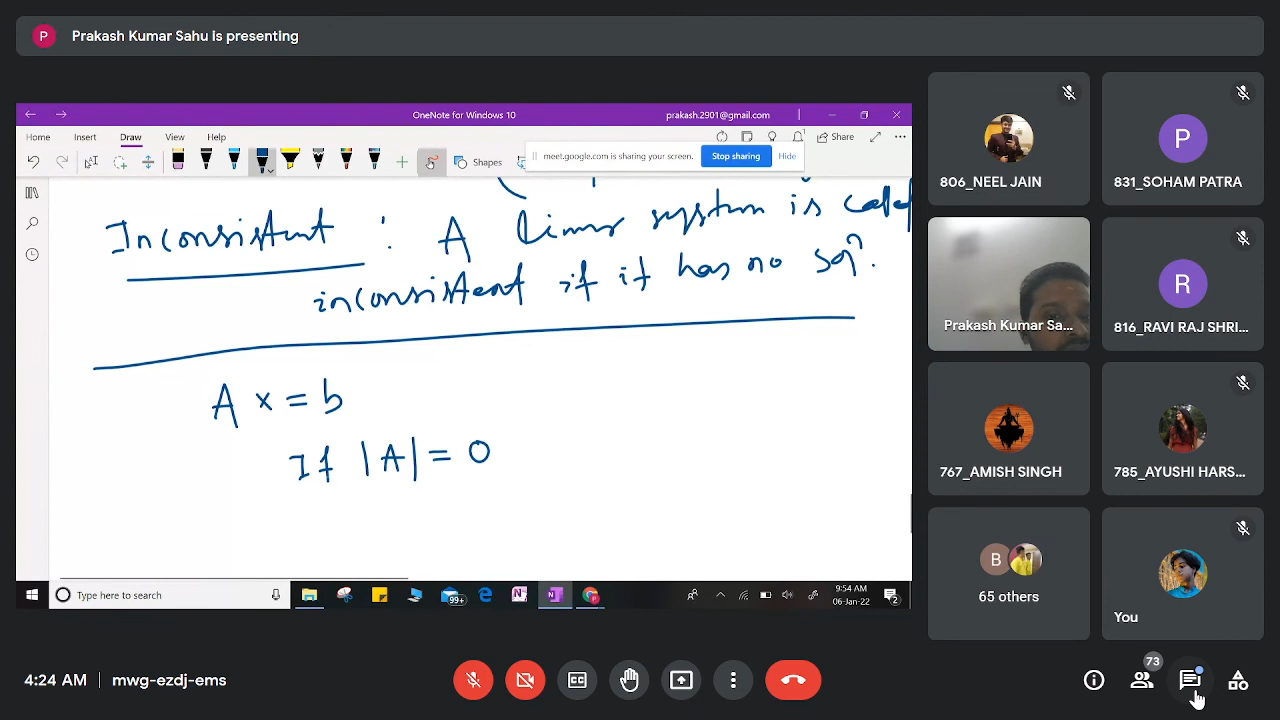 Prakash Kumar Sahu is presenting
OneNote for Windows 10
prakash.2901@gmail.com
Home Insert Draw View Help
Share
meet.google.com is sharing your screen. Stop sharing Hide
Shapes
Inconsistent : A linear system is
inconsistent if it has no solⁿ.
A x = b
If |A| = 0
Type here to search
99+
9:54 AM
06-Jan-22
2
806_NEEL JAIN
P
831_SOHAM PATRA
Prakash Kumar Sa...
R
816_RAVI RAJ SHRI...
767_AMISH SINGH
785_AYUSHI HARS...
B
65 others
You
4:24 AM
mwg-ezdj-ems
73